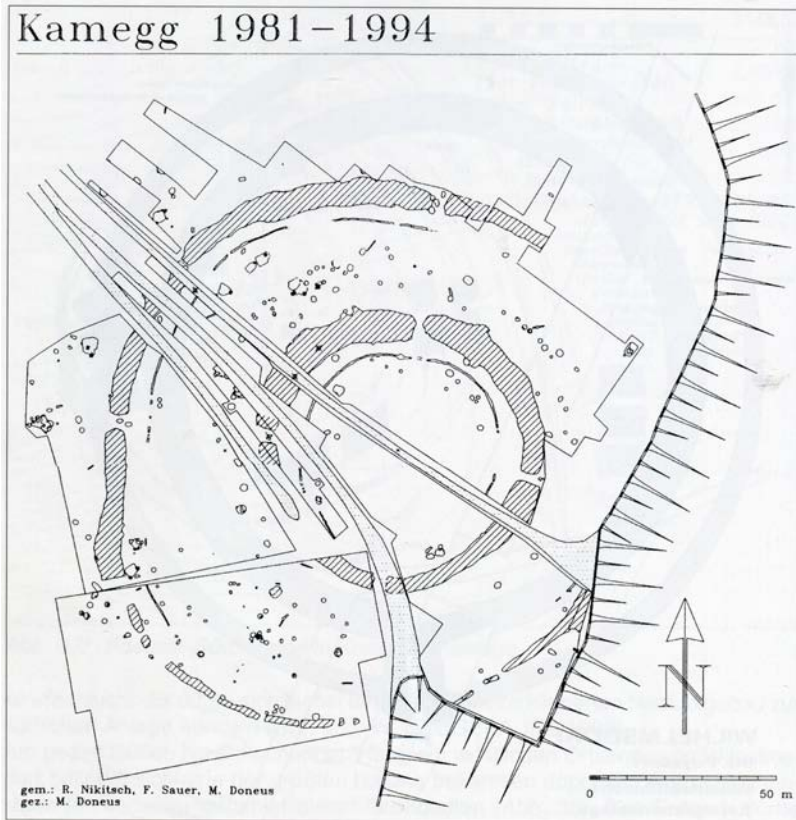 Kamegg 1981-1994
N
0 50 m
gem.: R. Nikitsch, F. Sauer, M. Doneus
gez.: M. Doneus